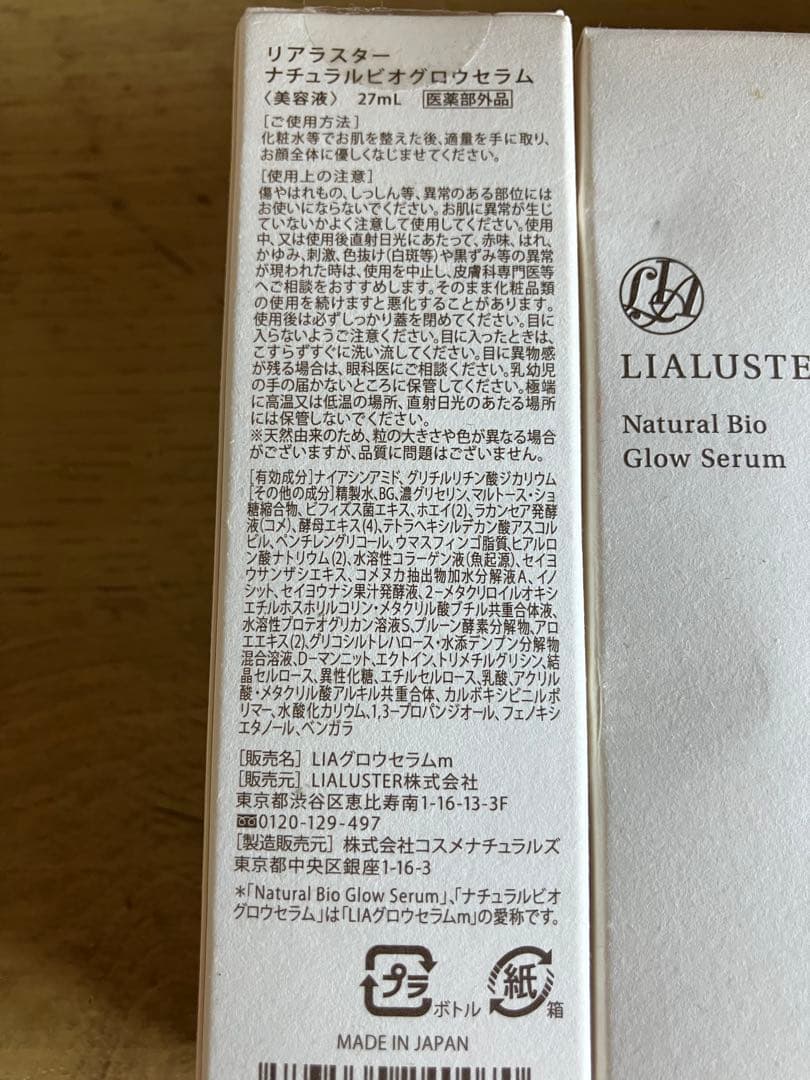 リアラスター
ナチュラルビオグロウセラム
〈美容液〉 27mL 医薬部外品
[ご使用方法]
化粧水等でお肌を整えた後、適量を手に取り、
お顔全体に優しくなじませてください。
[使用上の注意]
傷やはれもの、しっしん等、異常のある部位には
お使いにならないでください。お肌に異常が生じ
ていないかよく注意して使用してください。使用
中、又は使用後直射日光にあたって、赤味、はれ、
かゆみ、刺激、色抜け(白斑等)や黒ずみ等の異常
が現われた時は、使用を中止し、皮膚科専門医等
へご相談をおすすめします。そのまま化粧品類
の使用を続けますと悪化することがあります。
使用後は必ずしっかり蓋を閉めてください。目に
入らないようご注意ください。目に入ったときは、
こすらずすぐに洗い流してください。目に異物感
が残る場合は、眼科医にご相談ください。乳幼児
の手の届かないところに保管してください。極端
に高温又は低温の場所、直射日光のあたる場所
には保管しないでください。
※天然由来のため、粒の大きさや色が異なる場合
がございますが、品質に問題はございません。
[有効成分]ナイアシンアミド、グリチルリチン酸ジカリウム
[その他の成分]精製水、BG、濃グリセリン、マルトース・ショ
糖縮合物、ビフィズス菌エキス、ホエイ(2)、ラカンセア発酵
液(コメ)、酵母エキス(4)、テトラヘキシルデカン酸アスコル
ビル、ペンチレングリコール、ウマスフィンゴ脂質、ヒアルロ
ン酸ナトリウム(2)、水溶性コラーゲン液(魚起源)、セイヨ
ウサンザシエキス、コメヌカ抽出物加水分解液A、イノ
シット、セイヨウナシ果汁発酵液、2-メタクリロイルオキシ
エチルホスホリルコリン・メタクリル酸ブチル共重合体液、
水溶性プロテオグリカン溶液S、プルーン酵素分解物、アロ
エエキス(2)、グリコシルトレハロース・水添デンプン分解物
混合溶液、D-マンニット、エクトイン、トリメチルグリシン、結
晶セルロース、異性化糖、エチルセルロース、乳酸、アクリル
酸・メタクリル酸アルキル共重合体、カルボキシビニルポ
リマー、水酸化カリウム、1,3-プロパンジオール、フェノキシ
エタノール、ベンガラ
[販売名] LIAグロウセラムm
[販売元] LIALUSTER株式会社
東京都渋谷区恵比寿南1-16-13-3F
0120-129-497
[製造販売元] 株式会社コスメナチュラルズ
東京都中央区銀座1-16-3
*「Natural Bio Glow Serum」、「ナチュラルビオ
グロウセラム」は「LIAグロウセラムm」の愛称です。
プラ ボトル 紙 箱
MADE IN JAPAN
LIA
LIALUSTE
Natural Bio
Glow Serum